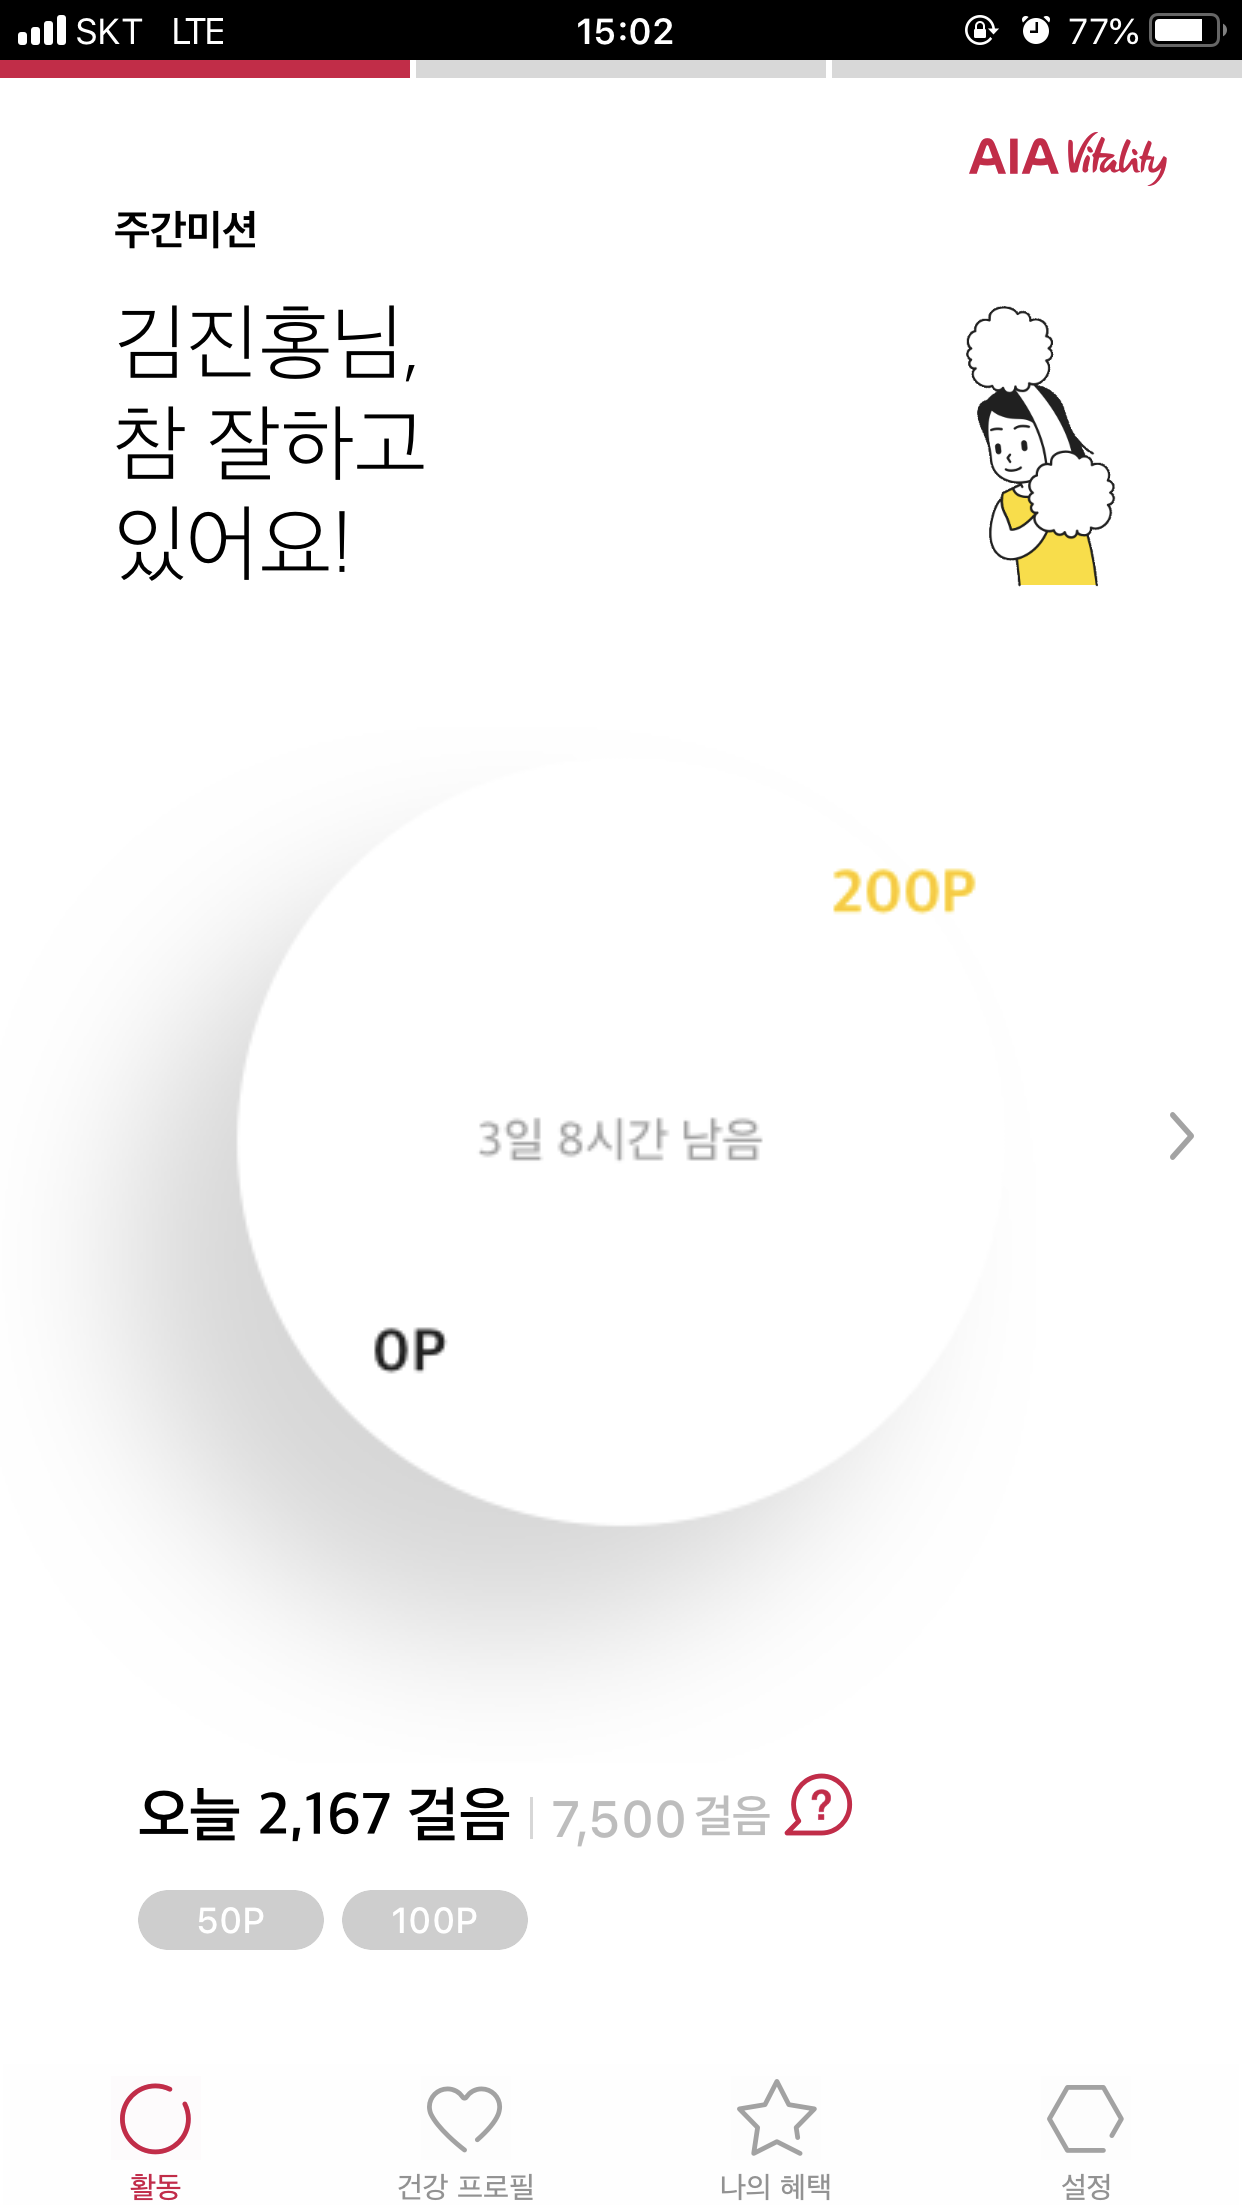 SKT LTE 15:02 77%
AIA Vitality
주간미션
김진홍님,
참 잘하고
있어요!
200P
3일 8시간 남음
0P
오늘 2,167 걸음 | 7,500 걸음 ?
50P 100P
활동 건강 프로필 나의 혜택 설정